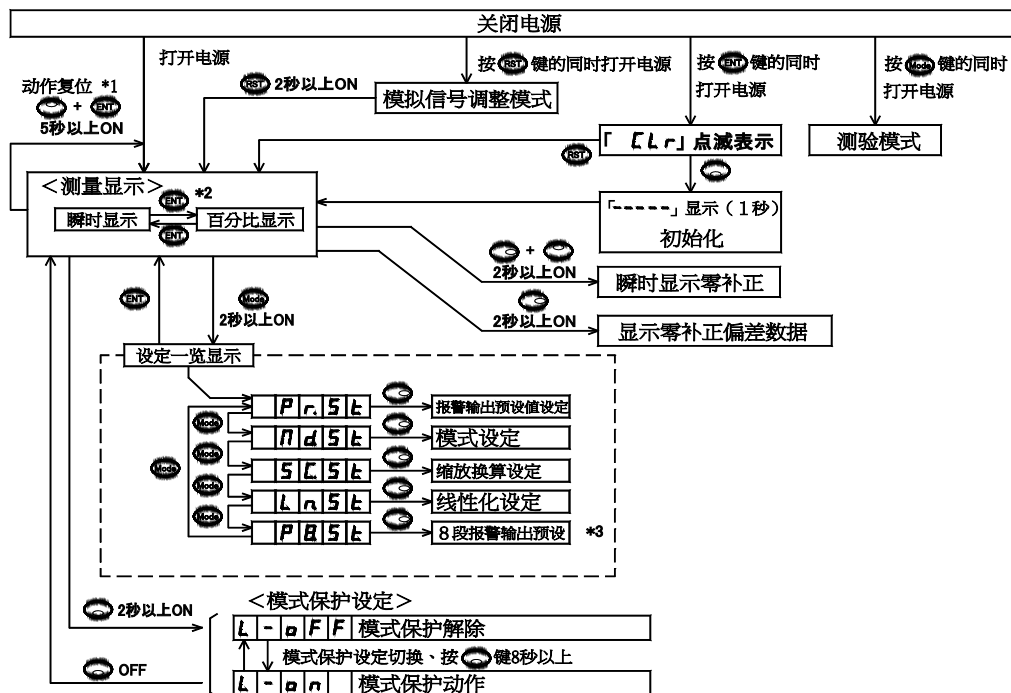 关闭电源
打开电源
动作复位 *1
+ ENT
5秒以上ON
RST 2秒以上ON
按 RST 键的同时打开电源
模拟信号调整模式
按 ENT 键的同时
打开电源
按 Mode 键的同时
打开电源
「 CLr」点滅表示
RST
测验模式
＜测量显示＞
ENT *2
瞬时显示
百分比显示
ENT
「-----」显示（1秒）
初始化
+
2秒以上ON
瞬时显示零补正
2秒以上ON
显示零补正偏差数据
ENT
Mode
2秒以上ON
设定一览显示
Pr.St
报警输出预设值设定
Mode
Md.St
模式设定
Mode
Mode
SC.St
缩放换算设定
Mode
Ln.St
线性化设定
Mode
P8.St
8段报警输出预设 *3
＜模式保护设定＞
2秒以上ON
L-oFF 模式保护解除
模式保护设定切换、按 键8秒以上
OFF
L-on 模式保护动作